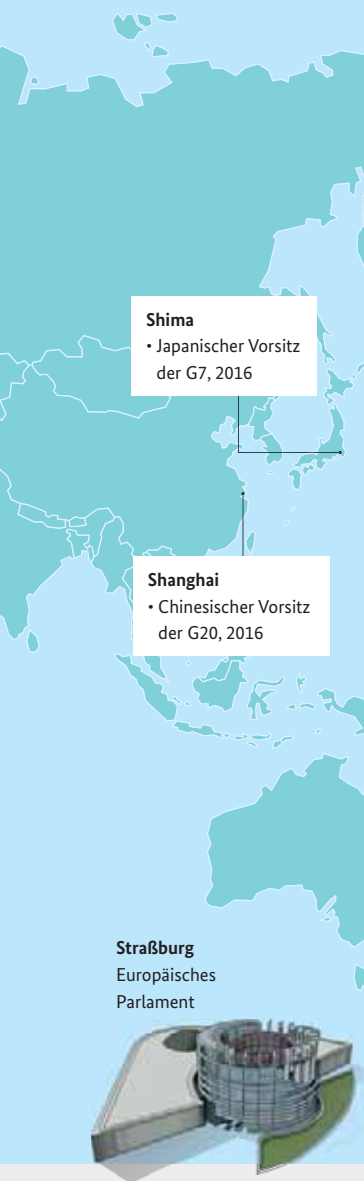 Shima
• Japanischer Vorsitz
der G7, 2016
Shanghai
• Chinesischer Vorsitz
der G20, 2016
Straßburg
Europäisches
Parlament